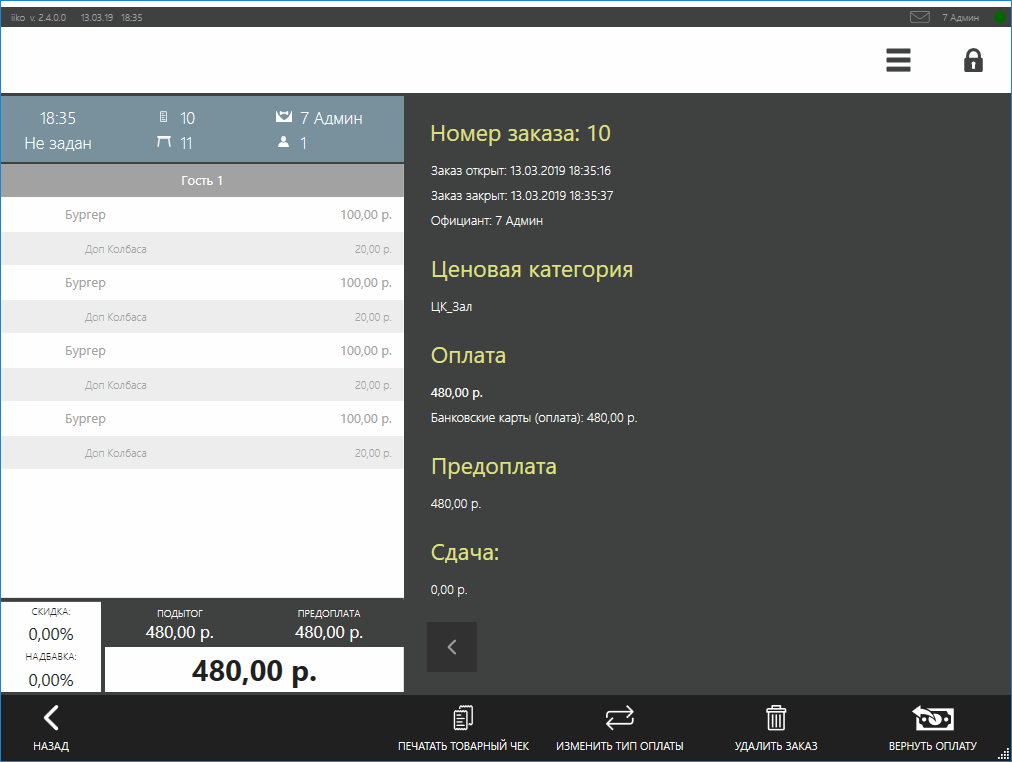 iiko v. 2.4.0.0 13.03.19 18:35 7 Админ
18:35 10 7 Админ
Не задан 11 1
Гость 1
Бургер 100,00 р.
Доп Колбаса 20,00 р.
Бургер 100,00 р.
Доп Колбаса 20,00 р.
Бургер 100,00 р.
Доп Колбаса 20,00 р.
Бургер 100,00 р.
Доп Колбаса 20,00 р.
СКИДКА:
0,00%
НАДБАВКА:
0,00%
ПОДЫТОГ ПРЕДОПЛАТА
480,00 р. 480,00 р.
480,00 р.
Номер заказа: 10
Заказ открыт: 13.03.2019 18:35:16
Заказ закрыт: 13.03.2019 18:35:37
Официант: 7 Админ
Ценовая категория
ЦК_Зал
Оплата
480,00 р.
Банковские карты (оплата): 480,00 р.
Предоплата
480,00 р.
Сдача:
0,00 р.
НАЗАД ПЕЧАТАТЬ ТОВАРНЫЙ ЧЕК ИЗМЕНИТЬ ТИП ОПЛАТЫ УДАЛИТЬ ЗАКАЗ ВЕРНУТЬ ОПЛАТУ